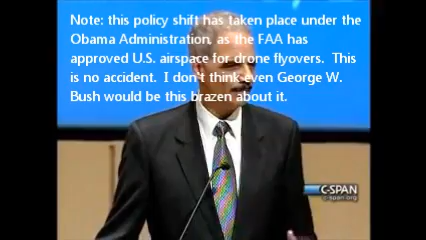 Note: this policy shift has taken place under the
Obama Administration, as the FAA has
approved U.S. airspace for drone flyovers.  This
is no accident.  I don't think even George W.
Bush would be this brazen about it.
C-SPAN
c-span.org